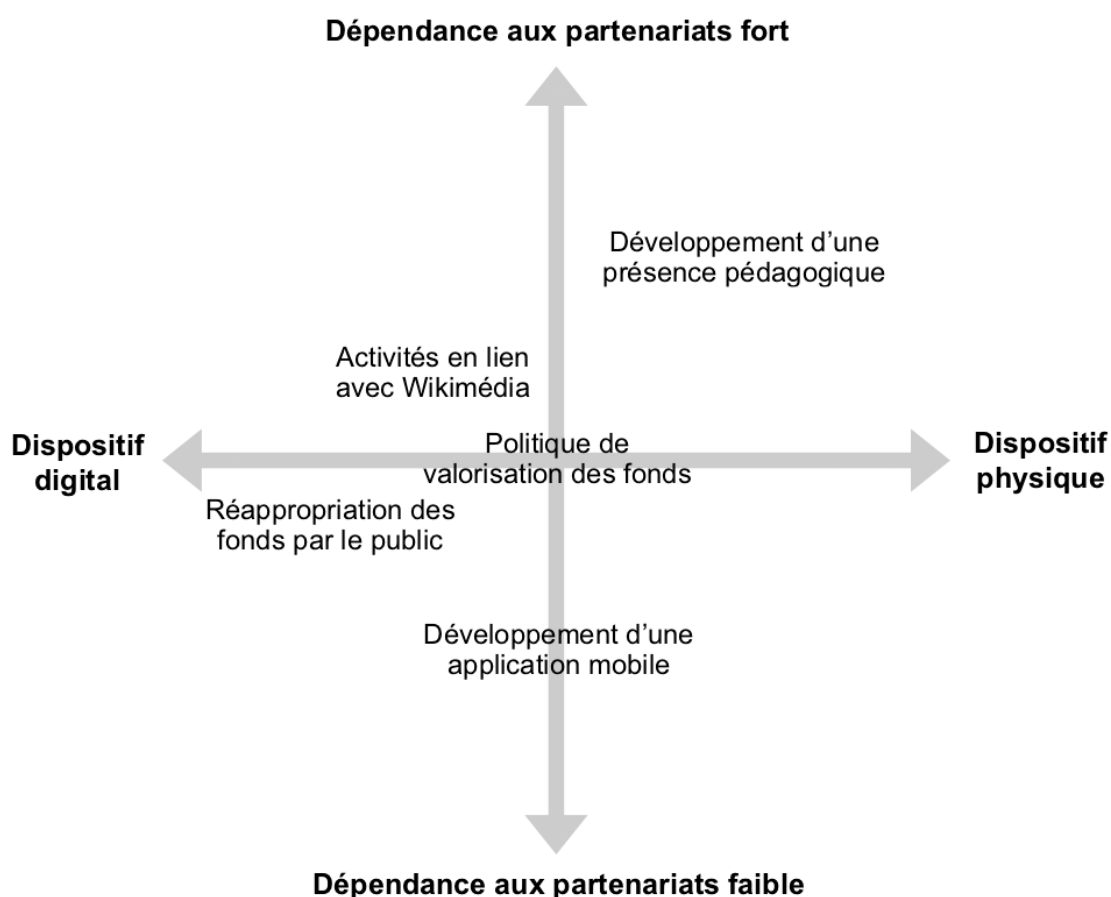 Dépendance aux partenariats fort
Développement d’une
présence pédagogique
Activités en lien
avec Wikimédia
Dispositif
digital
Politique de
valorisation des fonds
Dispositif
physique
Réappropriation des
fonds par le public
Développement d’une
application mobile
Dépendance aux partenariats faible